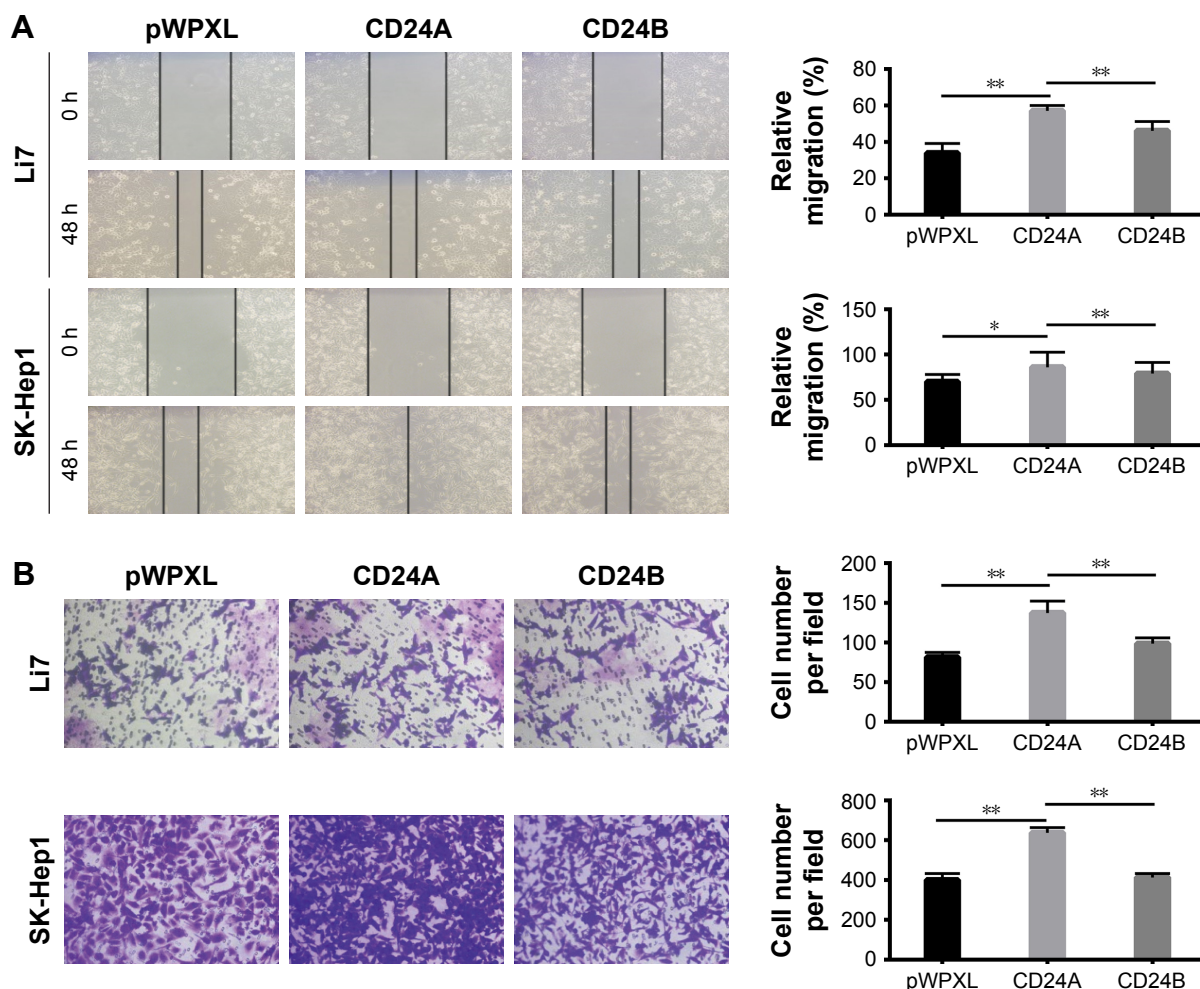 A
pWPXL
CD24A
CD24B
Li7
0 h
48 h
SK-Hep1
0 h
48 h
Relative
migration (%)
80
60
40
20
0
**
**
pWPXL
CD24A
CD24B
Relative
migration (%)
150
100
50
0
*
**
pWPXL
CD24A
CD24B
B
pWPXL
CD24A
CD24B
Li7
SK-Hep1
Cell number
per field
200
150
100
50
0
**
**
pWPXL
CD24A
CD24B
Cell number
per field
800
600
400
200
0
**
**
pWPXL
CD24A
CD24B